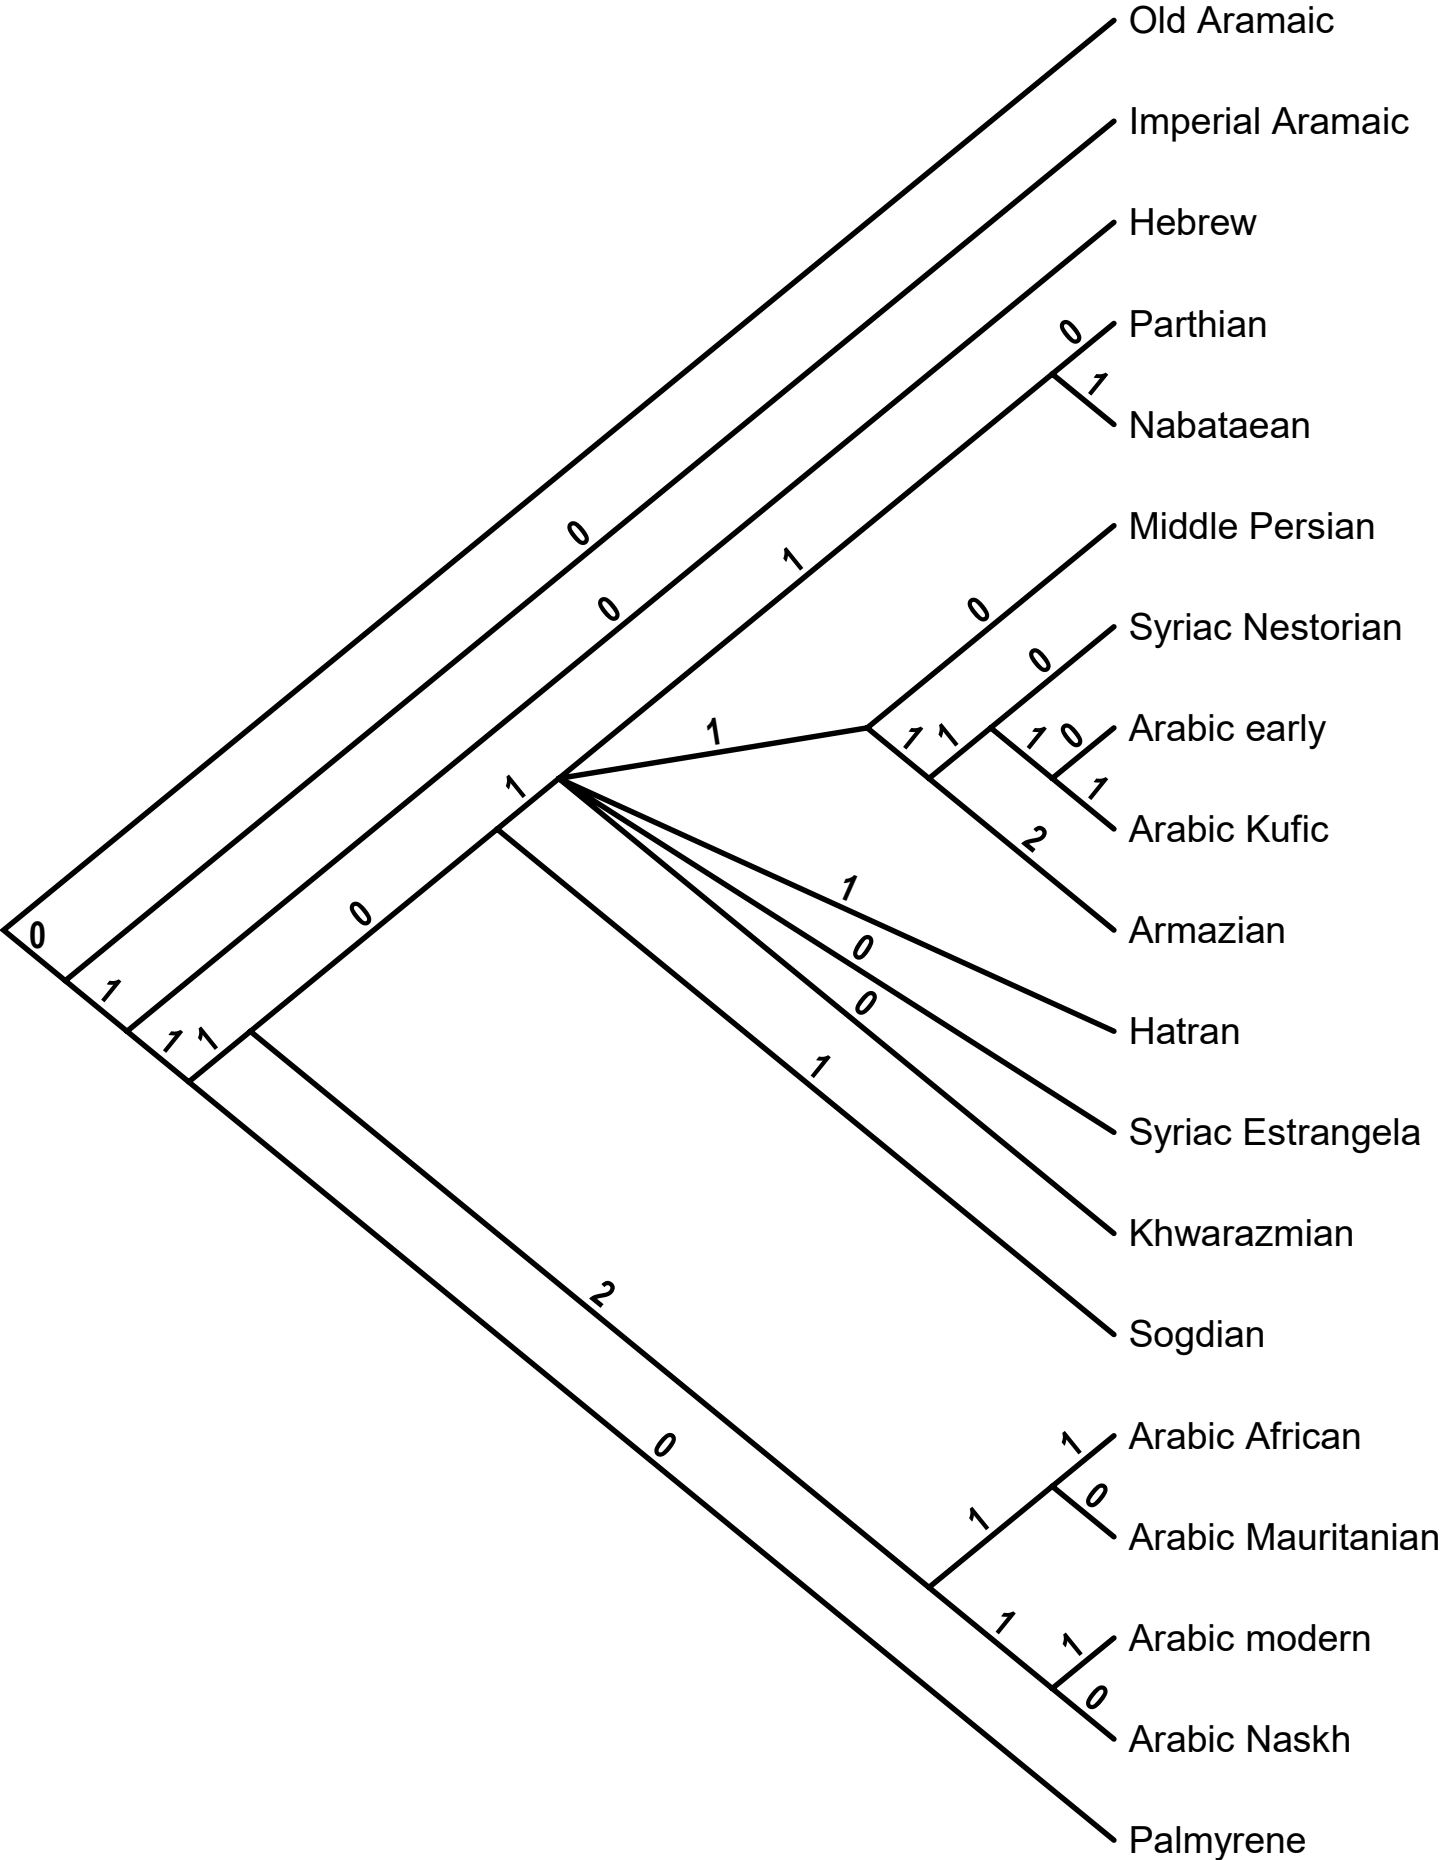 Old Aramaic
Imperial Aramaic
Hebrew
0
Parthian
1
Nabataean
0
Middle Persian
1
0
0
Syriac Nestorian
0
1
1 1
1 0
Arabic early
1
1
Arabic Kufic
2
1
Armazian
0
0
0
0
Hatran
1
1 1
1
Syriac Estrangela
Khwarazmian
2
Sogdian
0
1
Arabic African
0
1
Arabic Mauritanian
1
1
Arabic modern
0
Arabic Naskh
Palmyrene